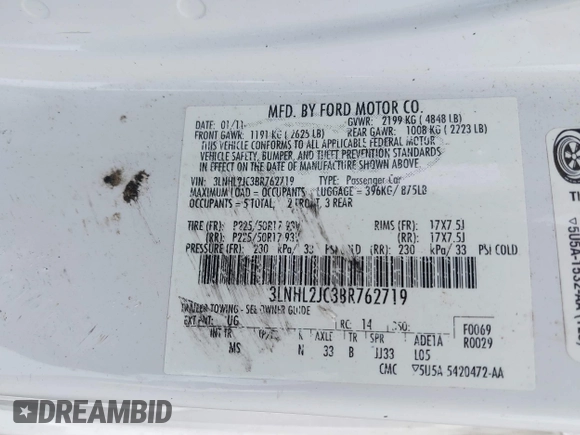 MFD. BY FORD MOTOR CO.
DATE: 01/11 GVWR: 2199 KG ( 4848 LB)
FRONT GAWR: 1191 KG ( 2625 LB) REAR GAWR: 1008 KG ( 2223 LB)
THIS VEHICLE CONFORMS TO ALL APPLICABLE FEDERAL MOTOR
VEHICLE SAFETY, BUMPER, AND THEFT PREVENTION STANDARDS
IN EFFECT ON THE DATE OF MANUFACTURE SHOWN ABOVE.
VIN: 3LNHL2JC3BR762719 TYPE: Passenger Car
MAXIMUM LOAD = OCCUPANTS + LUGGAGE = 396KG/ 875LB
OCCUPANTS = 5 TOTAL, 2 FRONT, 3 REAR
TIRE (FR): P225/50R17 93V RIMS (FR): 17X7.5J
(RR): P225/50R17 93V (RR): 17X7.5J
PRESSURE (FR): 230 kPa/ 33 PSI COLD (RR): 230 kPa/ 33 PSI COLD
3LNHL2JC3BR762719
TRAILER TOWING - SEE OWNER GUIDE
EXT PNT: UG RC: 14 DSO: F0069
INT TR AXLE TR SPR ADE1A R0029
MS N 33 B JJ33 L05
CMC 5U5A 5420472-AA
DREAMBID